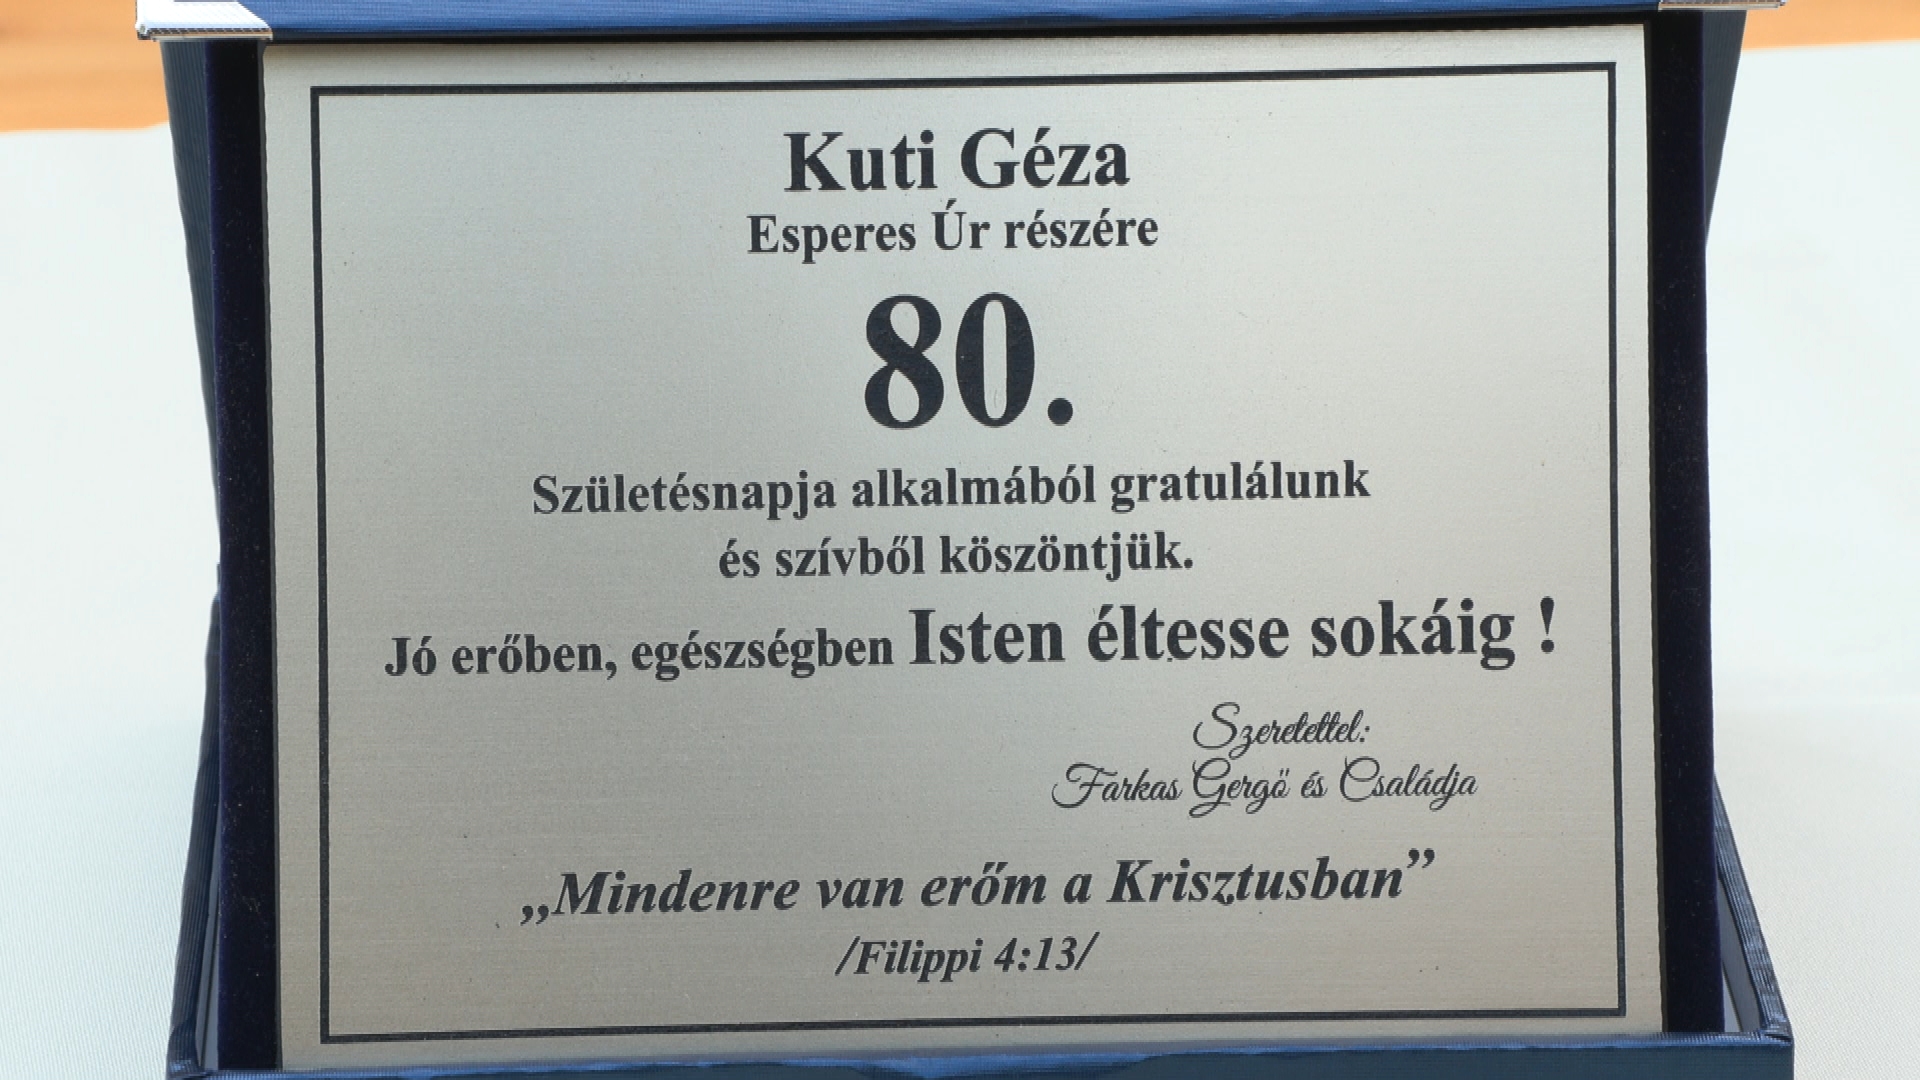 Kuti Géza
Esperes Úr részére
80.
Születésnapja alkalmából gratulálunk
és szívből köszöntjük.
Jó erőben, egészségben Isten éltesse sokáig !
Szeretettel:
Farkas Gergő és Családja
„Mindenre van erőm a Krisztusban”
/Filippi 4:13/